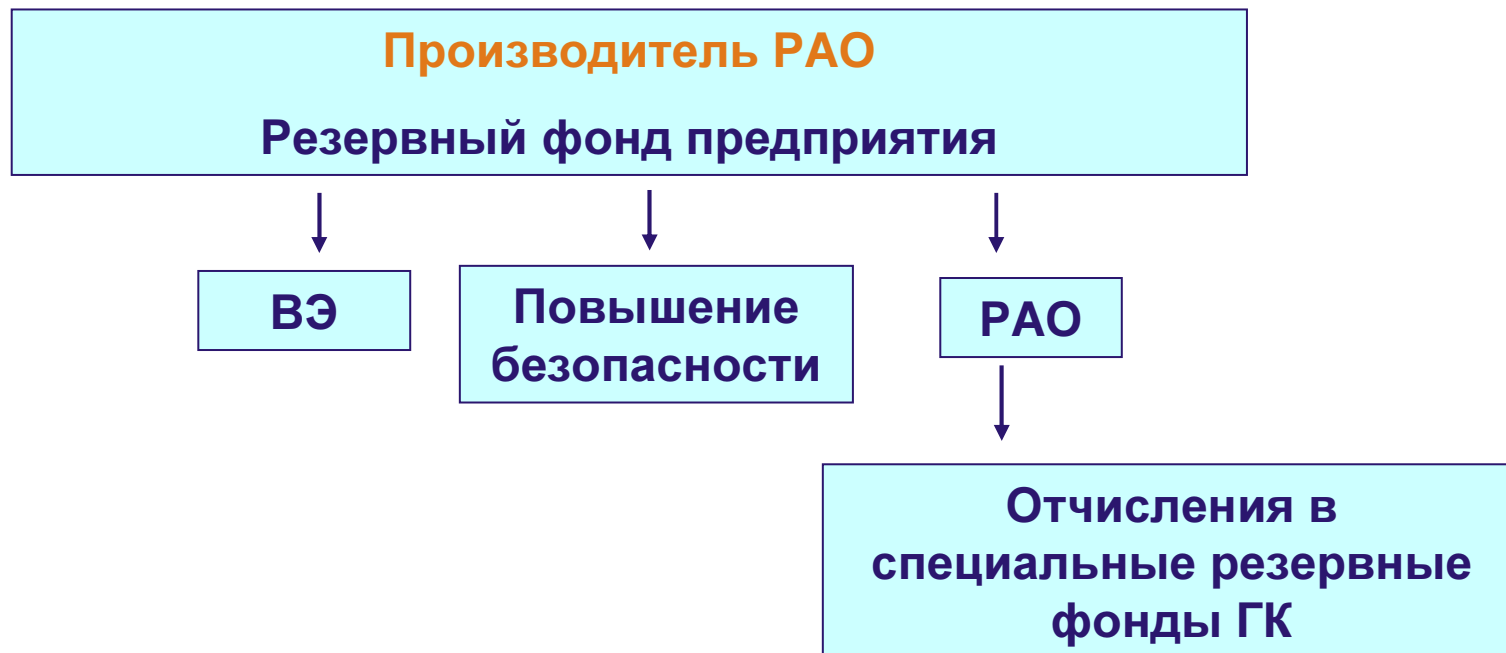 Производитель РАО
Резервный фонд предприятия
ВЭ
Повышение
безопасности
РАО
Отчисления в
специальные резервные
фонды ГК